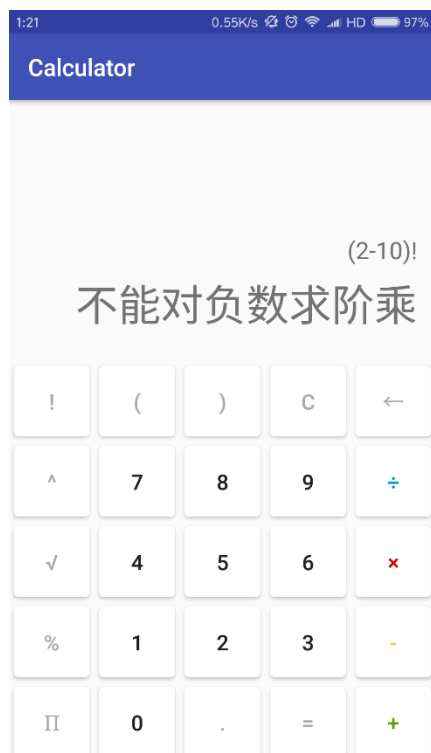 1:21 0.55K/s HD 97%
Calculator
(2-10)!
不能对负数求阶乘
! ( ) C ←
^ 7 8 9 ÷
√ 4 5 6 ×
% 1 2 3 -
Π 0 . = +